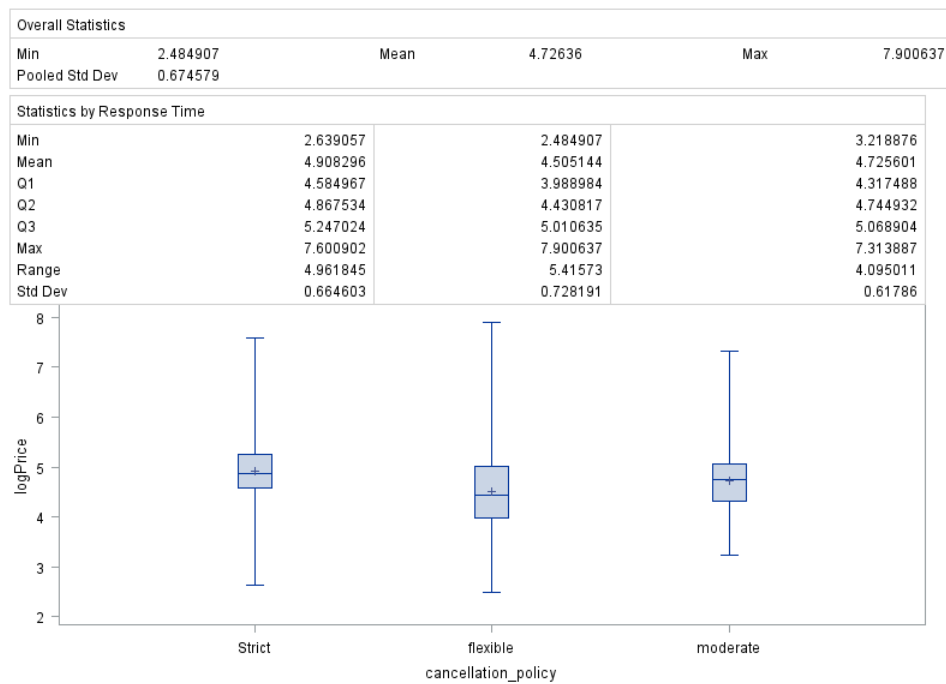 Overall Statistics
Min 2.484907 Mean 4.72636 Max 7.900637
Pooled Std Dev 0.674579
Statistics by Response Time
Min 2.639057 2.484907 3.218876
Mean 4.908296 4.505144 4.725601
Q1 4.584967 3.988984 4.317488
Q2 4.867534 4.430817 4.744932
Q3 5.247024 5.010635 5.068904
Max 7.600902 7.900637 7.313887
Range 4.961845 5.41573 4.095011
Std Dev 0.664603 0.728191 0.61786
8
7
6
5
4
3
2
logPrice
Strict flexible moderate
cancellation_policy